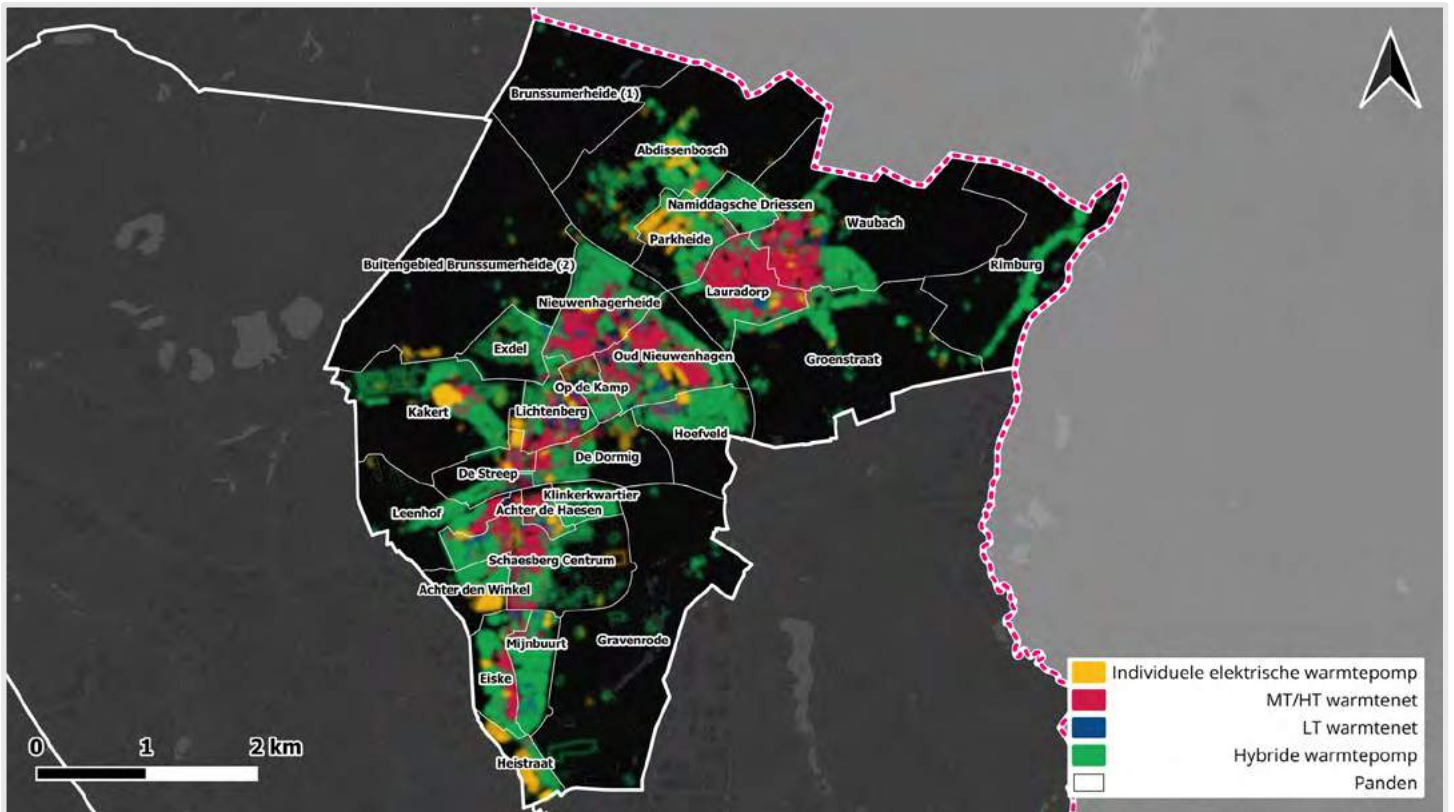 Brunssumerheide (1)
Abdissenbosch
Namiddagsche Driessen
Waubach
Parkheide
Buitengebied Brunssumerheide (2)
Rimburg
Lauradorp
Nieuwenhagerheide
Exdel
Oud Nieuwenhagen
Groenstraat
Op de Kamp
Kakert
Lichtenberg
Hoefveld
De Dormig
De Streep
Klinkerkwartier
Leenhof
Achter de Haesen
Schaesberg Centrum
Achter den Winkel
Gravenrode
Mijnbuurt
Eiske
Heistraat
0 1 2 km
Individuele elektrische warmtepomp
MT/HT warmtenet
LT warmtenet
Hybride warmtepomp
Panden